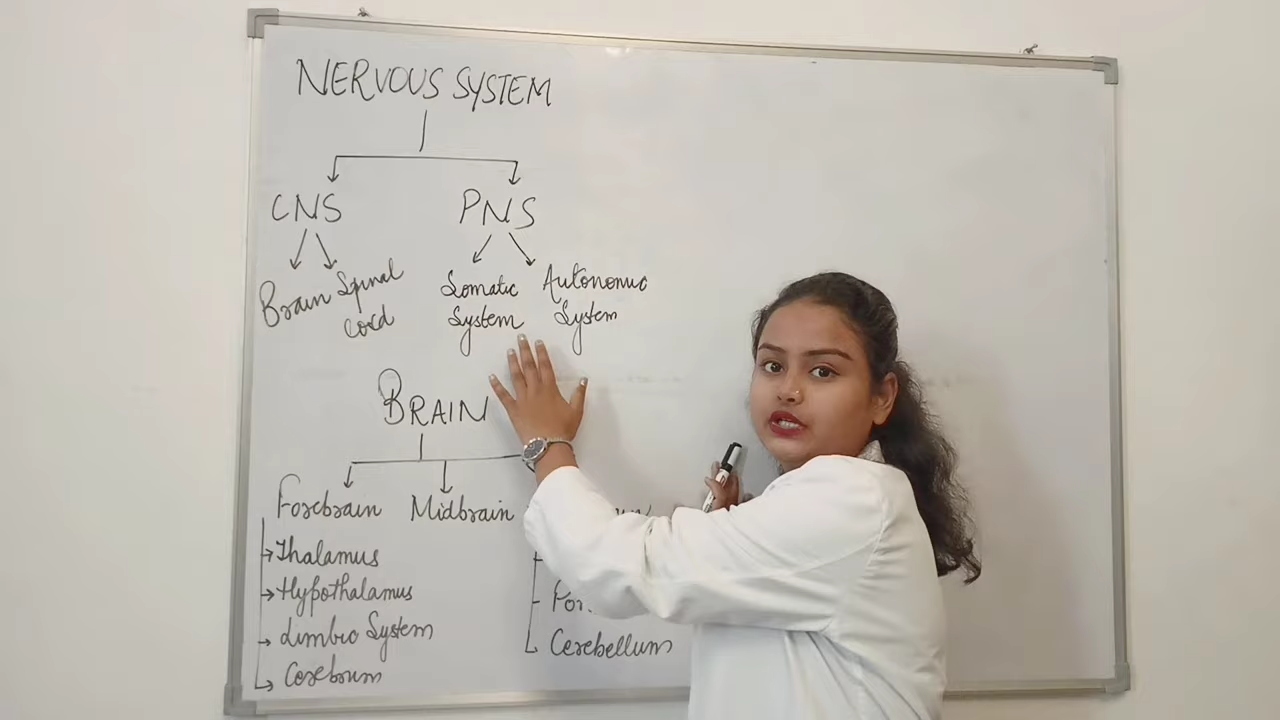 NERVOUS SYSTEM
CNS PNS
Brain Spinal cord
Somatic System Autonomic System
BRAIN
Forebrain Midbrain
Thalamus
Hypothalamus
Limbic System
Cerebrum
Cerebellum